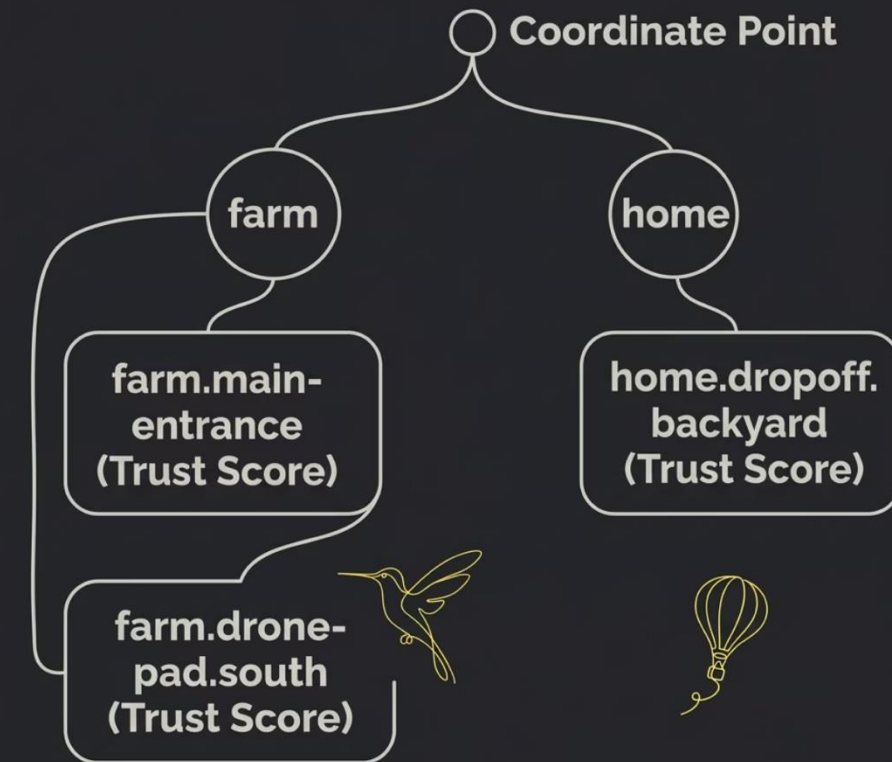 Coordinate Point
farm
home
farm.main-
entrance
(Trust Score)
home.dropoff.
backyard
(Trust Score)
farm.drone-
pad.south
(Trust Score)